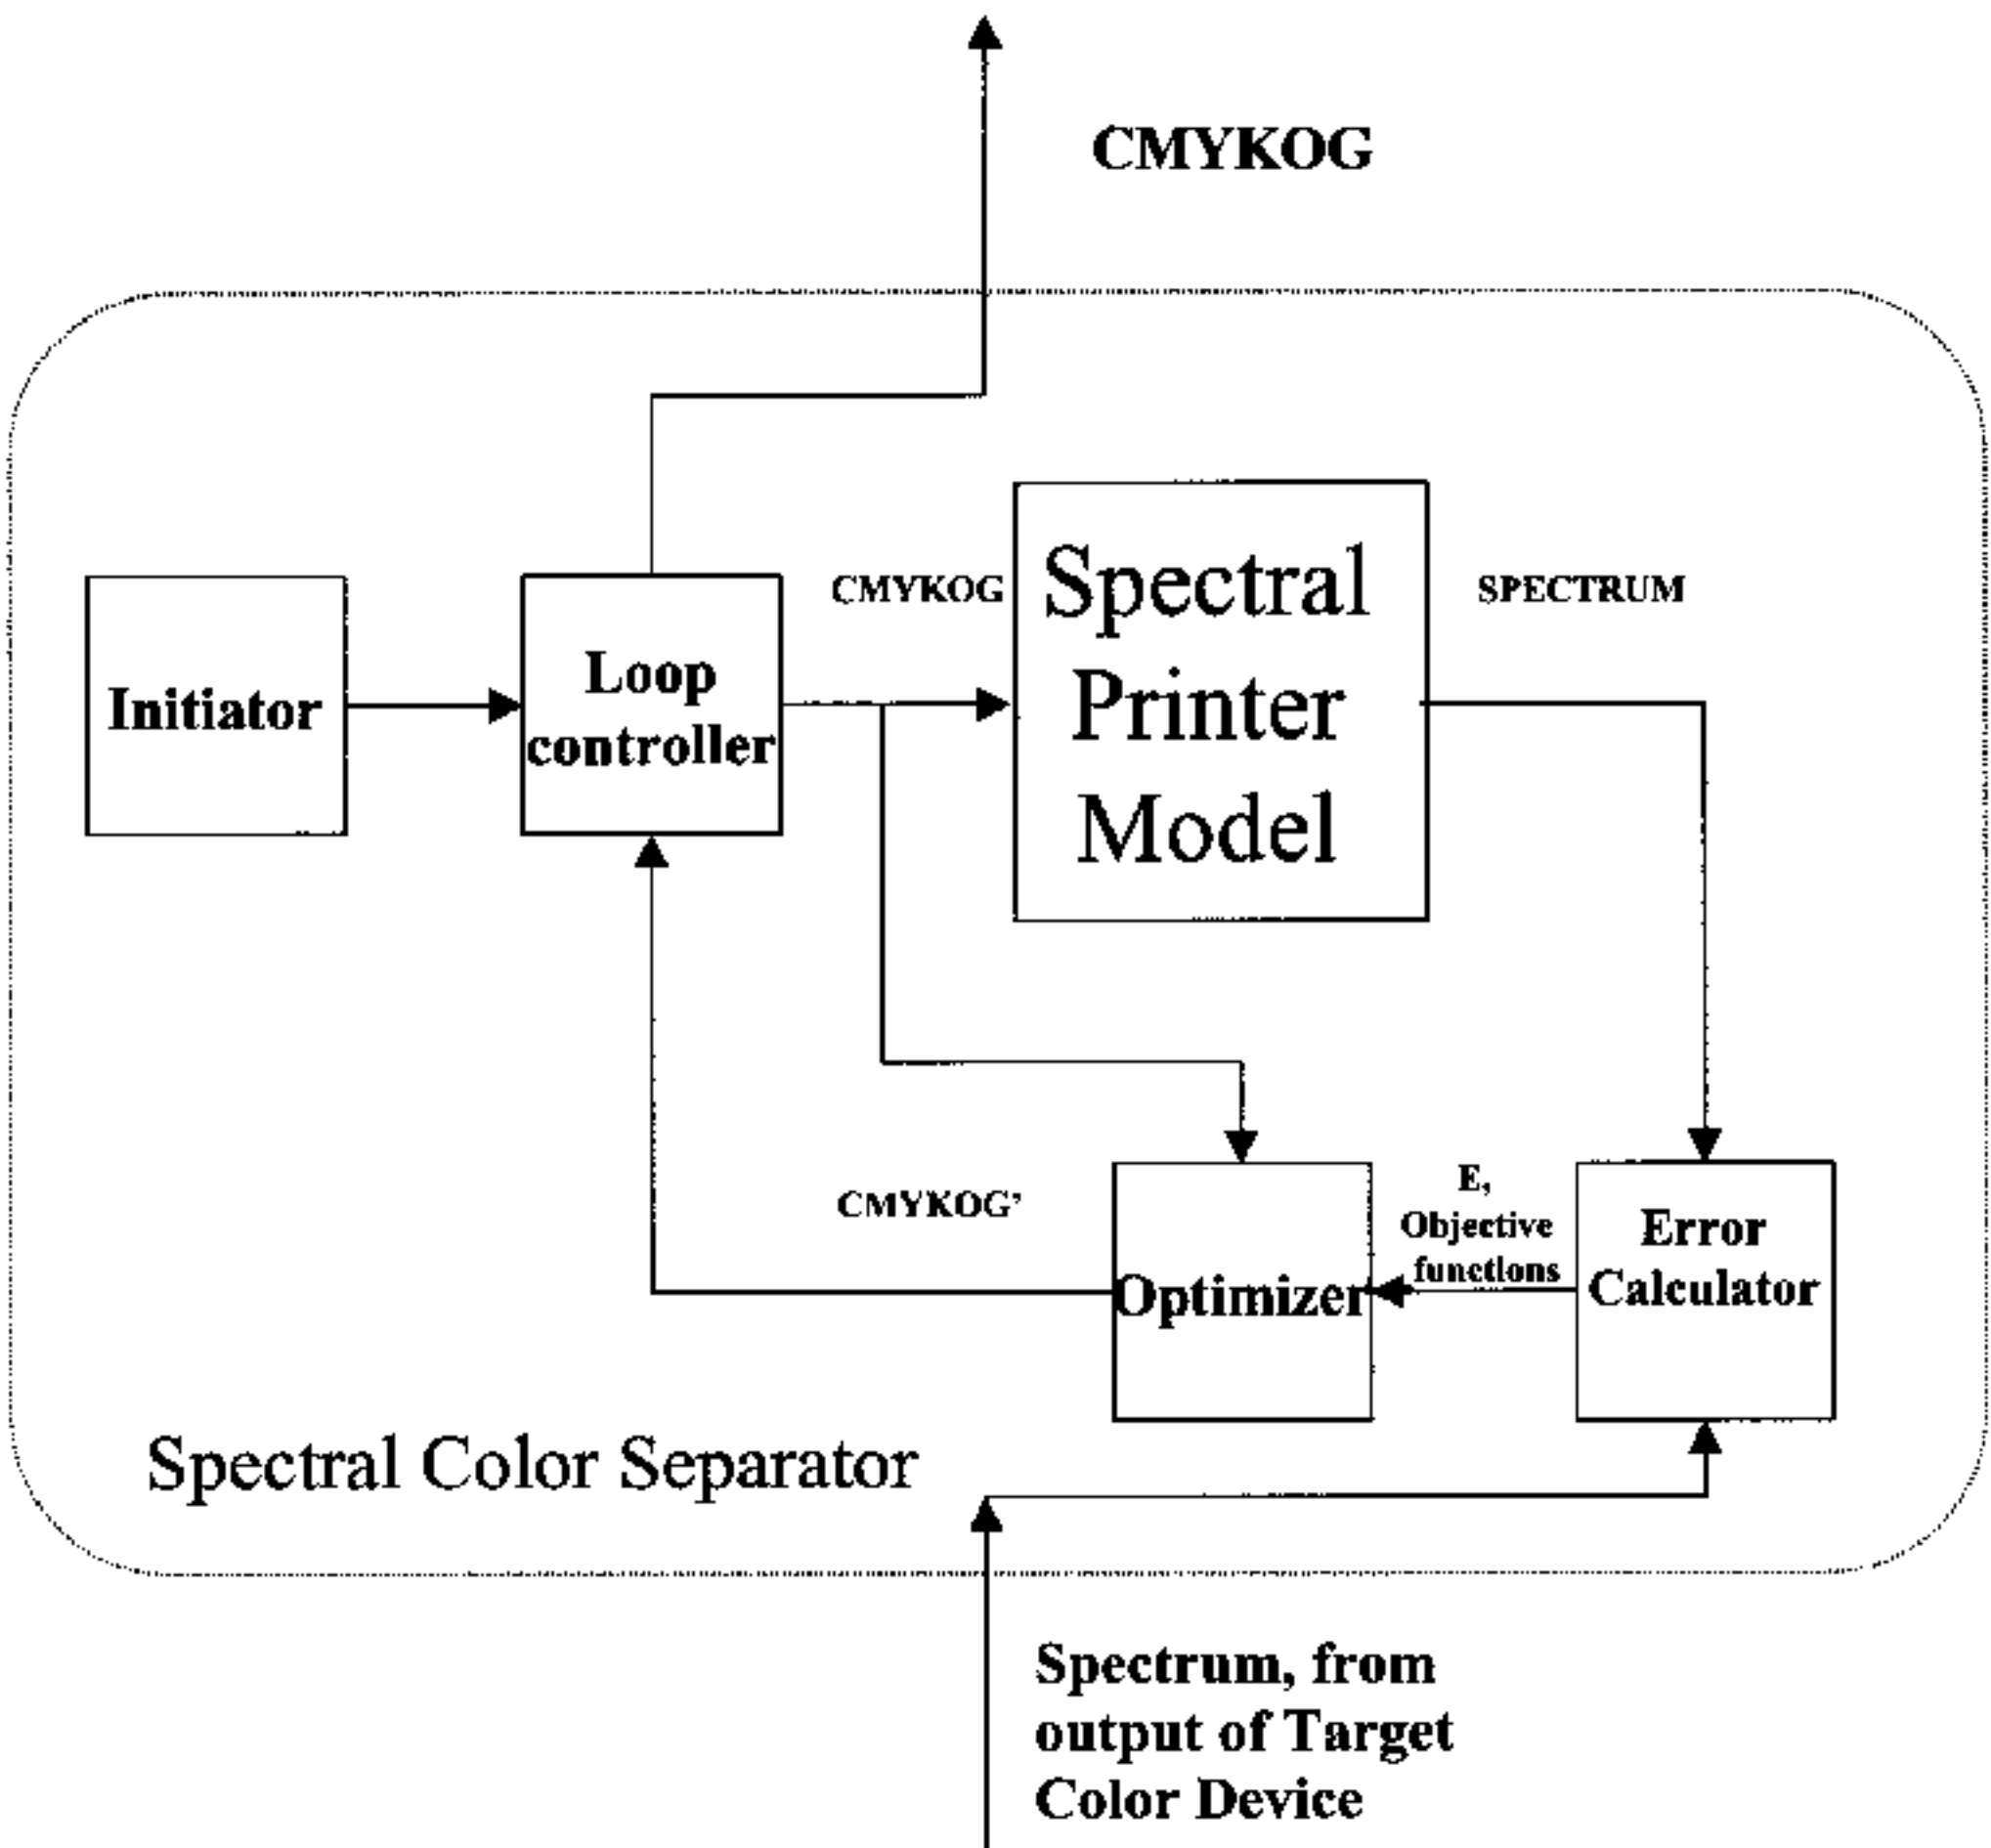 CMYKOG
Initiator
Loop
controller
CMYKOG
Spectral
Printer
Model
SPECTRUM
CMYKOG’
Optimizer
E,
Objective
functions
Error
Calculator
Spectral Color Separator
Spectrum, from
output of Target
Color Device